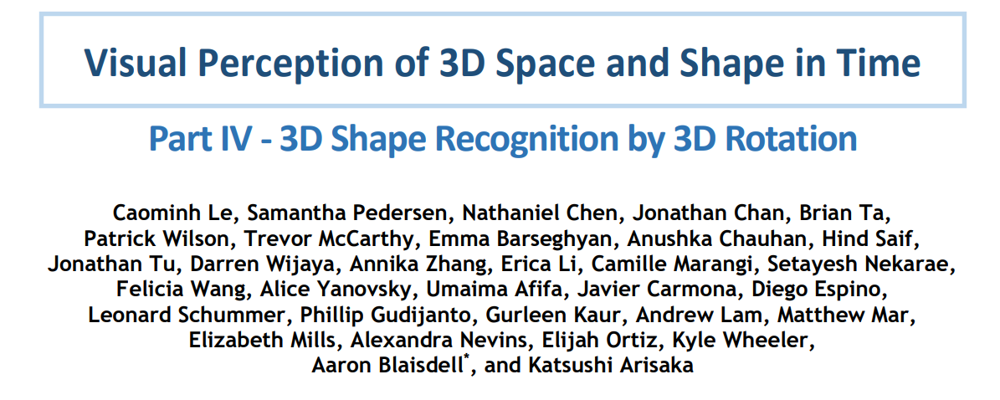 Visual Perception of 3D Space and Shape in Time
Part IV - 3D Shape Recognition by 3D Rotation
Caominh Le, Samantha Pedersen, Nathaniel Chen, Jonathan Chan, Brian Ta,
Patrick Wilson, Trevor McCarthy, Emma Barseghyan, Anushka Chauhan, Hind Saif,
Jonathan Tu, Darren Wijaya, Annika Zhang, Erica Li, Camille Marangi, Setayesh Nekarae,
Felicia Wang, Alice Yanovsky, Umaima Afifa, Javier Carmona, Diego Espino,
Leonard Schummer, Phillip Gudijanto, Gurleen Kaur, Andrew Lam, Matthew Mar,
Elizabeth Mills, Alexandra Nevins, Elijah Ortiz, Kyle Wheeler,
Aaron Blaisdell*, and Katsushi Arisaka